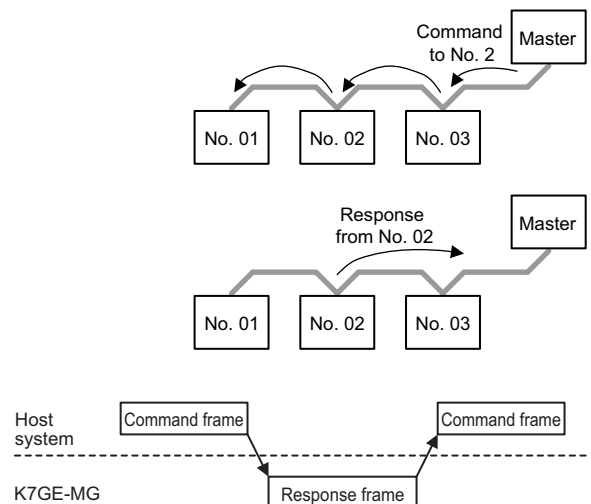 Command
to No. 2
Master
No. 01
No. 02
No. 03
Response
from No. 02
Master
No. 01
No. 02
No. 03
Host
system
Command frame
Command frame
K7GE-MG
Response frame